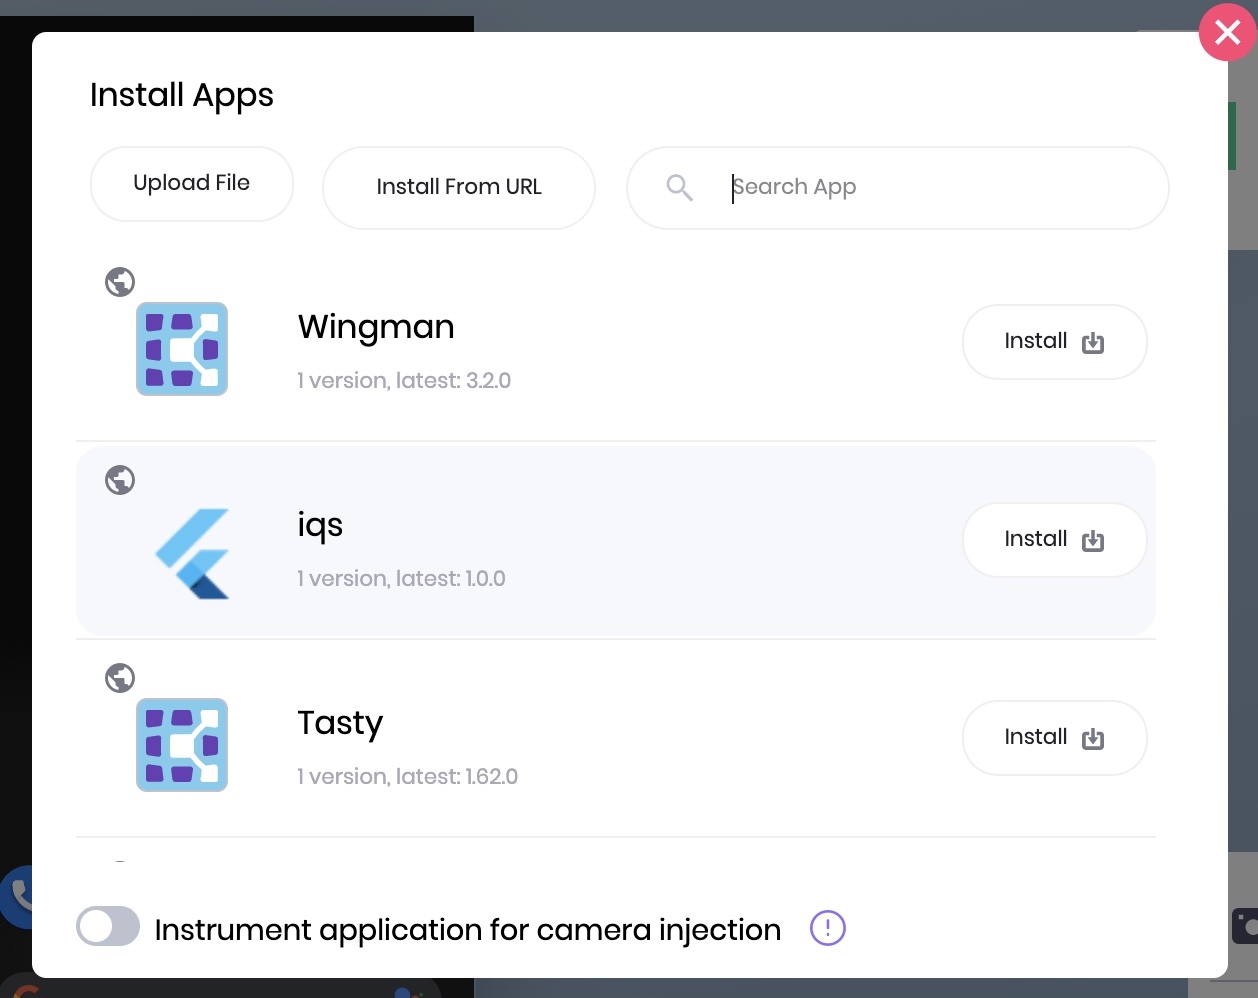 Install Apps
Upload File
Install From URL
Search App
Wingman
1 version, latest: 3.2.0
Install
iqs
1 version, latest: 1.0.0
Install
Tasty
1 version, latest: 1.62.0
Install
Instrument application for camera injection